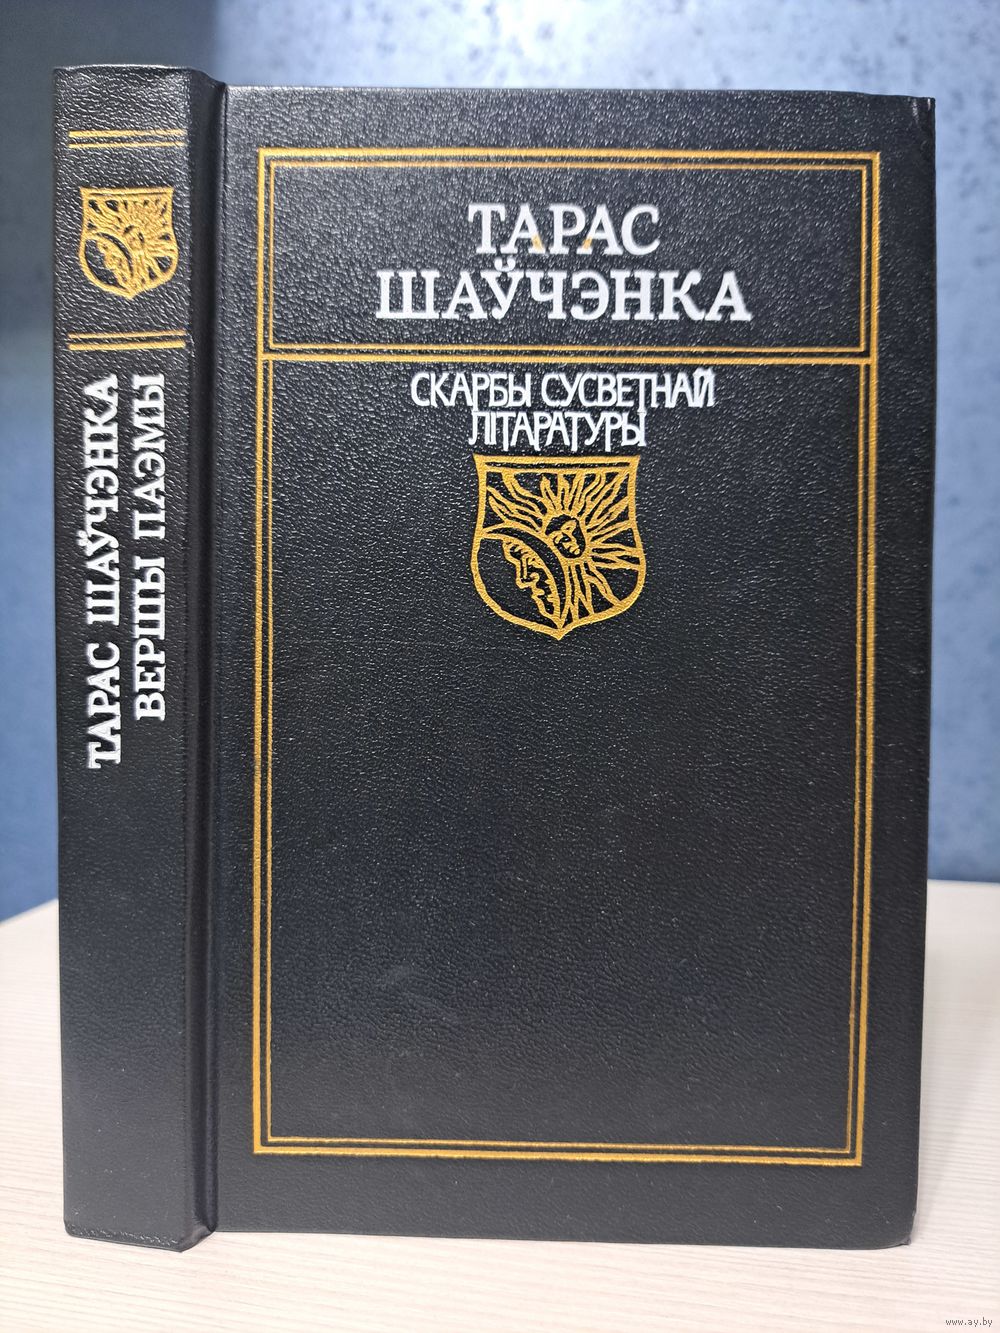 ТАРАС ШАЎЧЭНКА
ВЕРШЫ ПАЭМЫ
ТАРАС
ШАЎЧЭНКА
СКАРБЫ СУСВЕТНАЙ
ЛІТАРАТУРЫ
www.ay.by